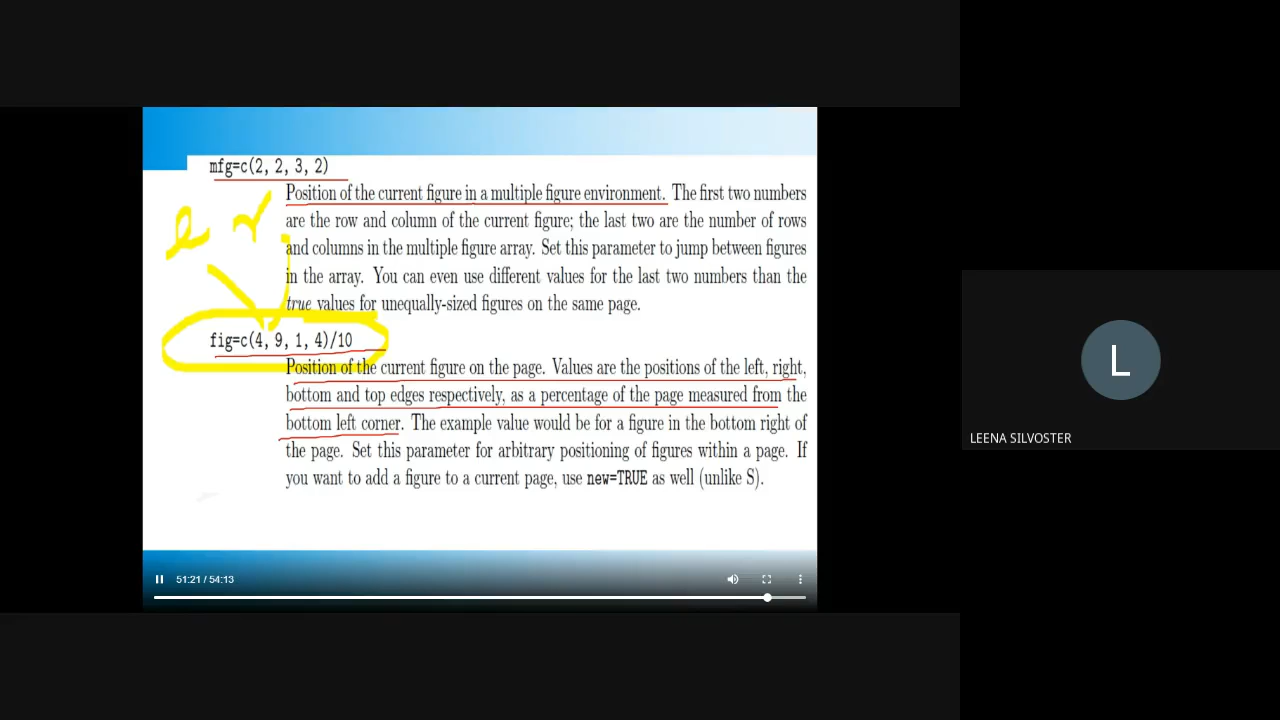 mfg=c(2, 2, 3, 2)
Position of the current figure in a multiple figure environment. The first two numbers
are the row and column of the current figure; the last two are the number of rows
and columns in the multiple figure array. Set this parameter to jump between figures
in the array. You can even use different values for the last two numbers than the
true values for unequally-sized figures on the same page.
fig=c(4, 9, 1, 4)/10
Position of the current figure on the page. Values are the positions of the left, right,
bottom and top edges respectively, as a percentage of the page measured from the
bottom left corner. The example value would be for a figure in the bottom right of
the page. Set this parameter for arbitrary positioning of figures within a page. If
you want to add a figure to a current page, use new=TRUE as well (unlike S).
51:21 / 54:13
L
LEENA SILVOSTER